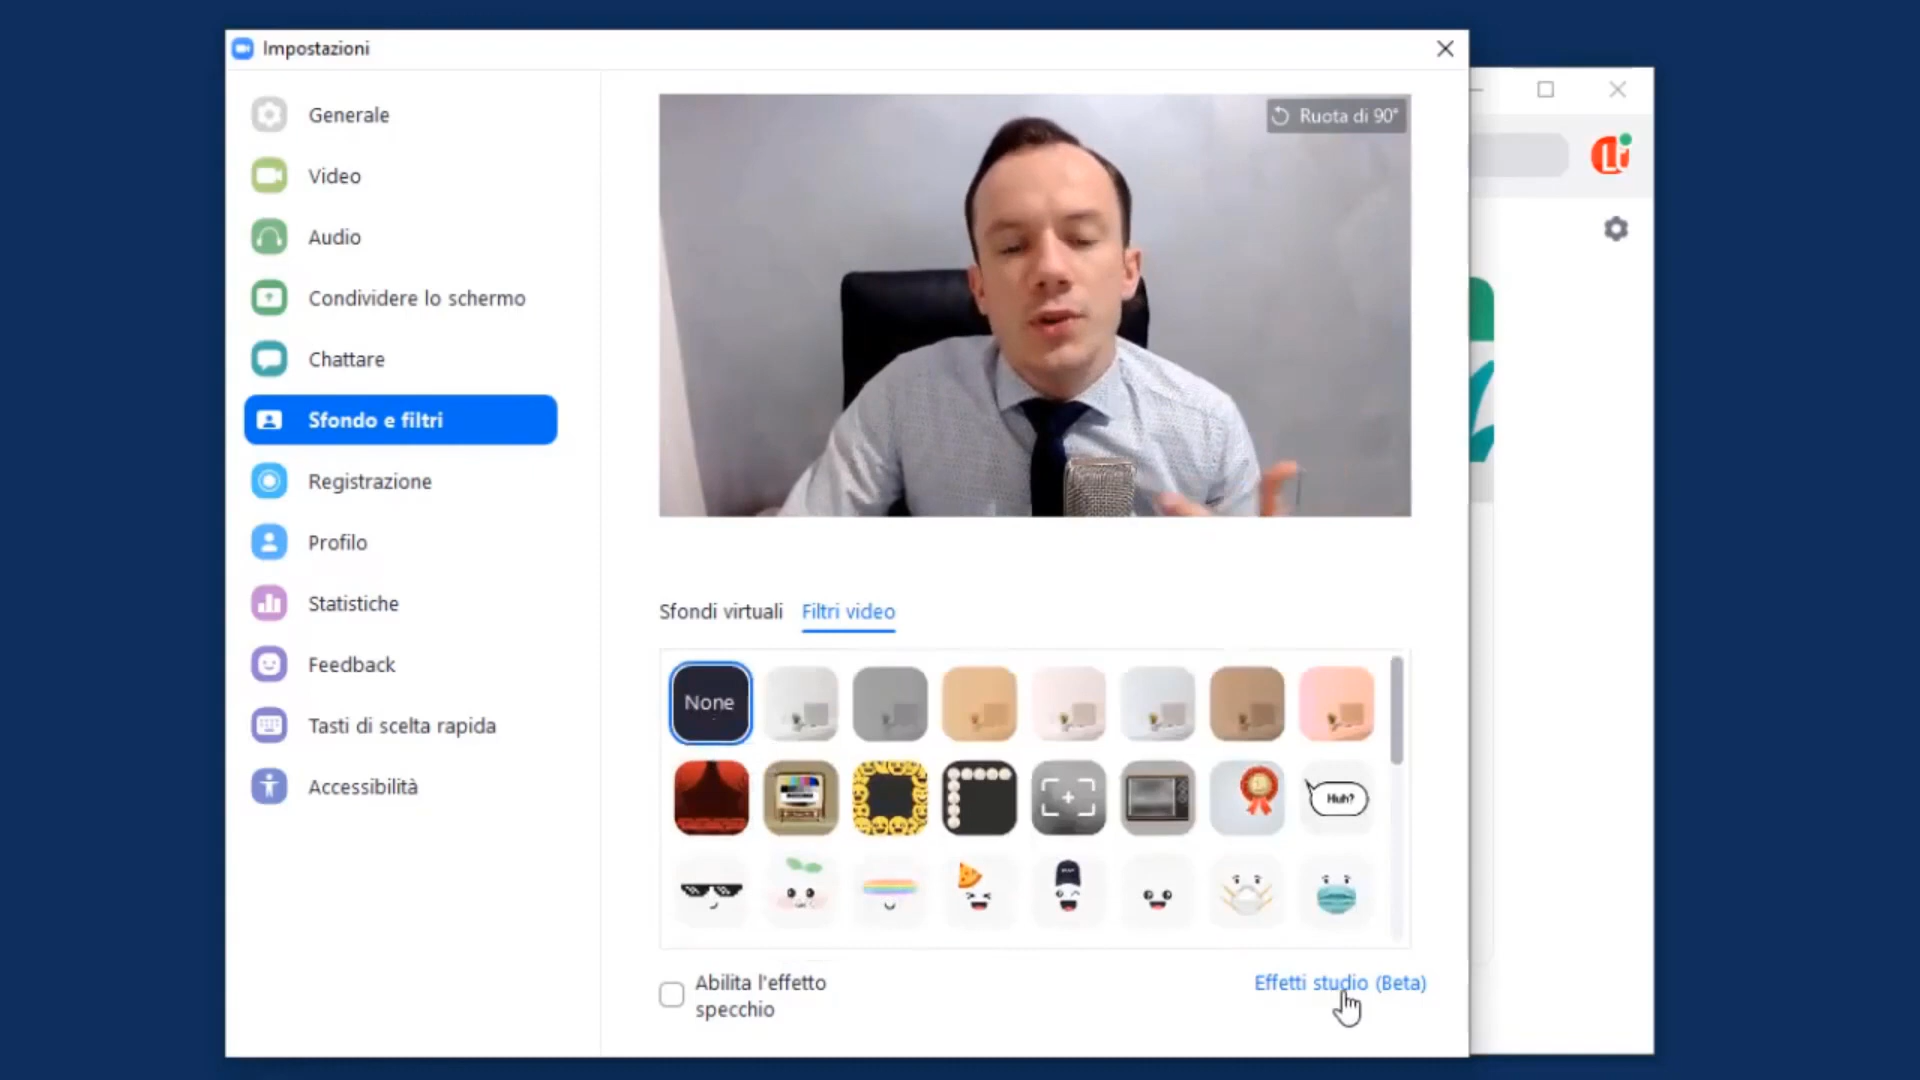 Impostazioni
Generale
Video
Audio
Condividere lo schermo
Chattare
Sfondo e filtri
Registrazione
Profilo
Statistiche
Feedback
Tasti di scelta rapida
Accessibilità
Ruota di 90°
Sfondi virtuali
Filtri video
None
Huh?
Abilita l'effetto
specchio
Effetti studio (Beta)